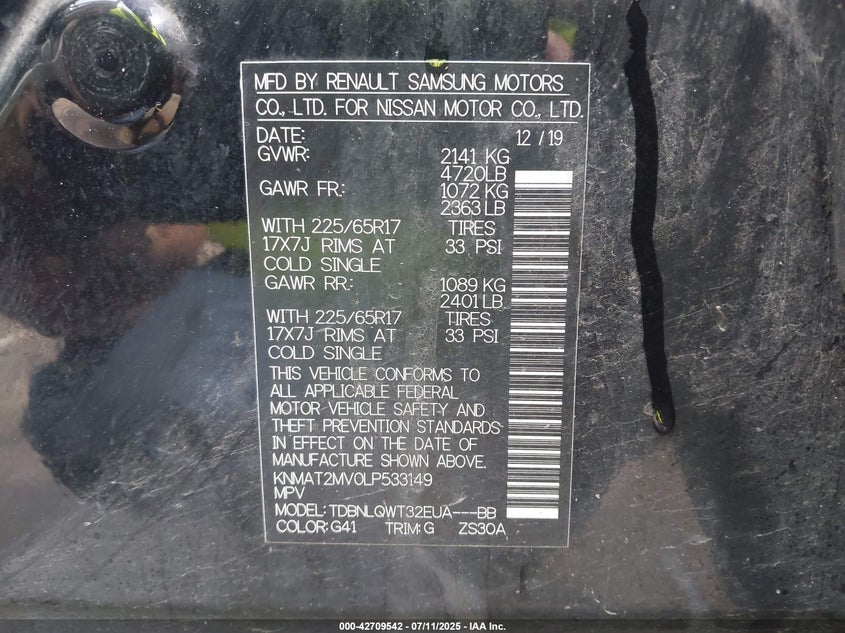 MFD BY RENAULT SAMSUNG MOTORS
CO., LTD. FOR NISSAN MOTOR CO., LTD.
DATE: 12 / 19
GVWR: 2141 KG
4720LB
GAWR FR.: 1072 KG
2363 LB
WITH 225/65R17 TIRES
17X7J RIMS AT 33 PSI
COLD SINGLE
GAWR RR.: 1089 KG
2401 LB
WITH 225/65R17 TIRES
17X7J RIMS AT 33 PSI
COLD SINGLE
THIS VEHICLE CONFORMS TO
ALL APPLICABLE FEDERAL
MOTOR VEHICLE SAFETY AND
THEFT PREVENTION STANDARDS
IN EFFECT ON THE DATE OF
MANUFACTURE SHOWN ABOVE.
KNMAT2MV0LP533149
MPV
MODEL: TDBNLQWT32EUA---BB
COLOR: G41 TRIM: G ZS30A
000-42709542 - 07/11/2025 - IAA Inc.